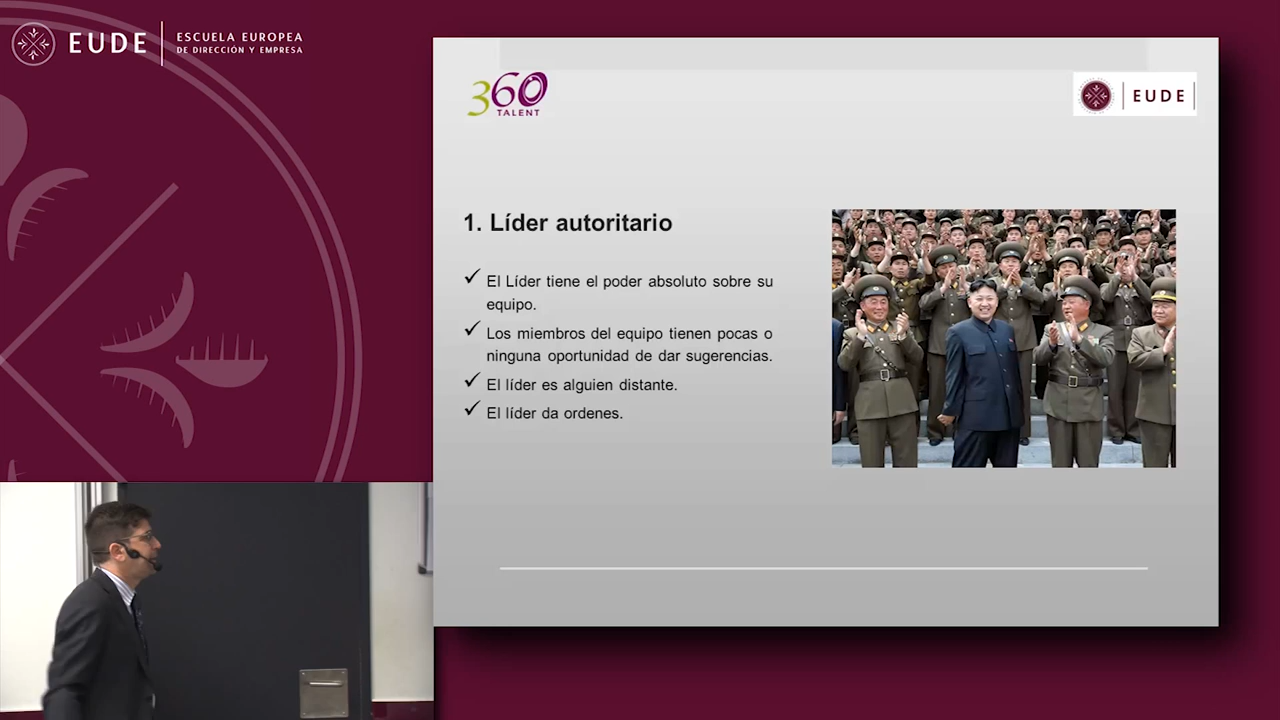 EUDE
ESCUELA EUROPEA
DE DIRECCIÓN Y EMPRESA
360
TALENT
EUDE
1. Líder autoritario
✓ El Líder tiene el poder absoluto sobre su
equipo.
✓ Los miembros del equipo tienen pocas o
ninguna oportunidad de dar sugerencias.
✓ El líder es alguien distante.
✓ El líder da ordenes.